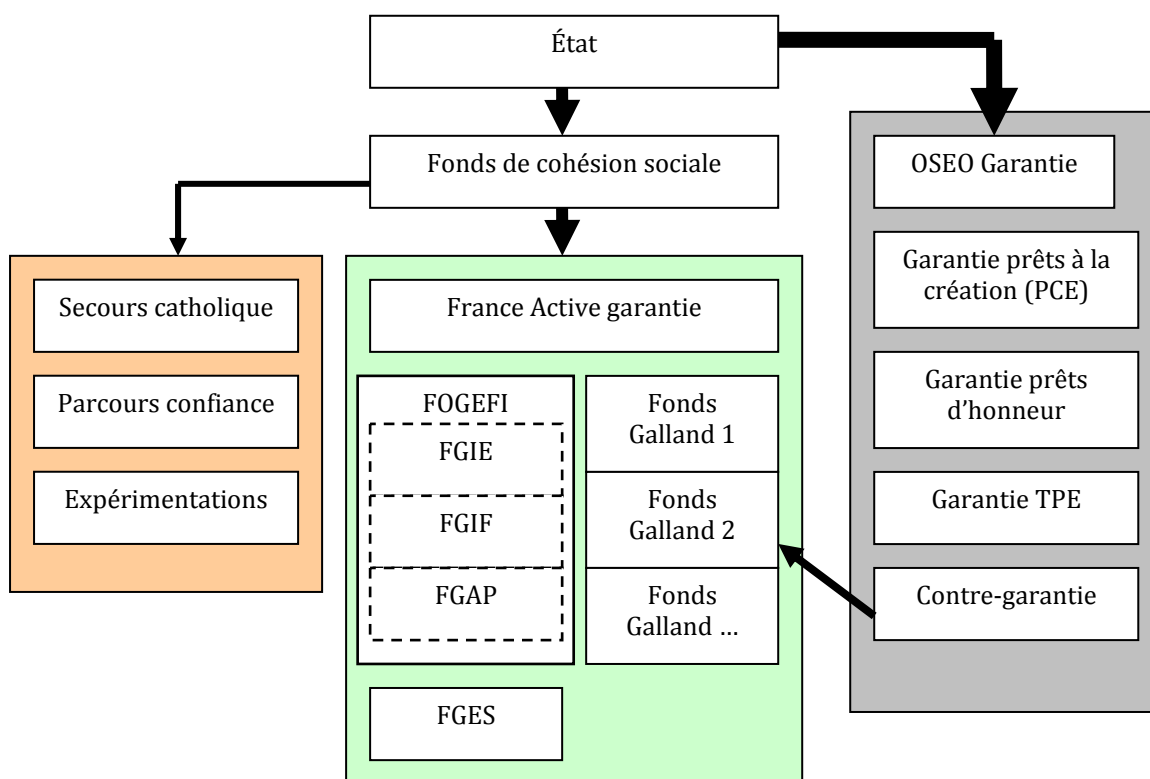 État
Fonds de cohésion sociale
OSEO Garantie
Garantie prêts à la
création (PCE)
Garantie prêts
d’honneur
Garantie TPE
Contre-garantie
Secours catholique
Parcours confiance
Expérimentations
France Active garantie
FOGEFI
FGIE
FGIF
FGAP
Fonds
Galland 1
Fonds
Galland 2
Fonds
Galland …
FGES